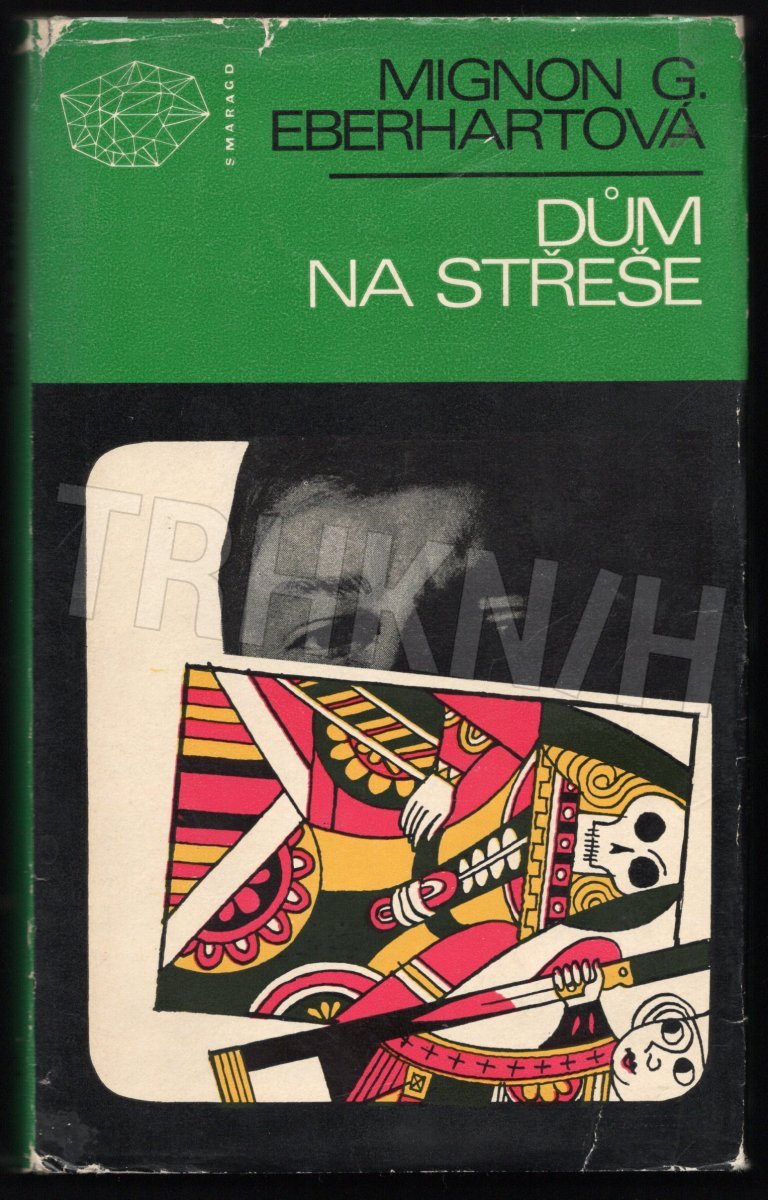 SMARAGD
MIGNON G.
EBERHARTOVÁ
DŮM
NA STŘEŠE
TRHKNIH